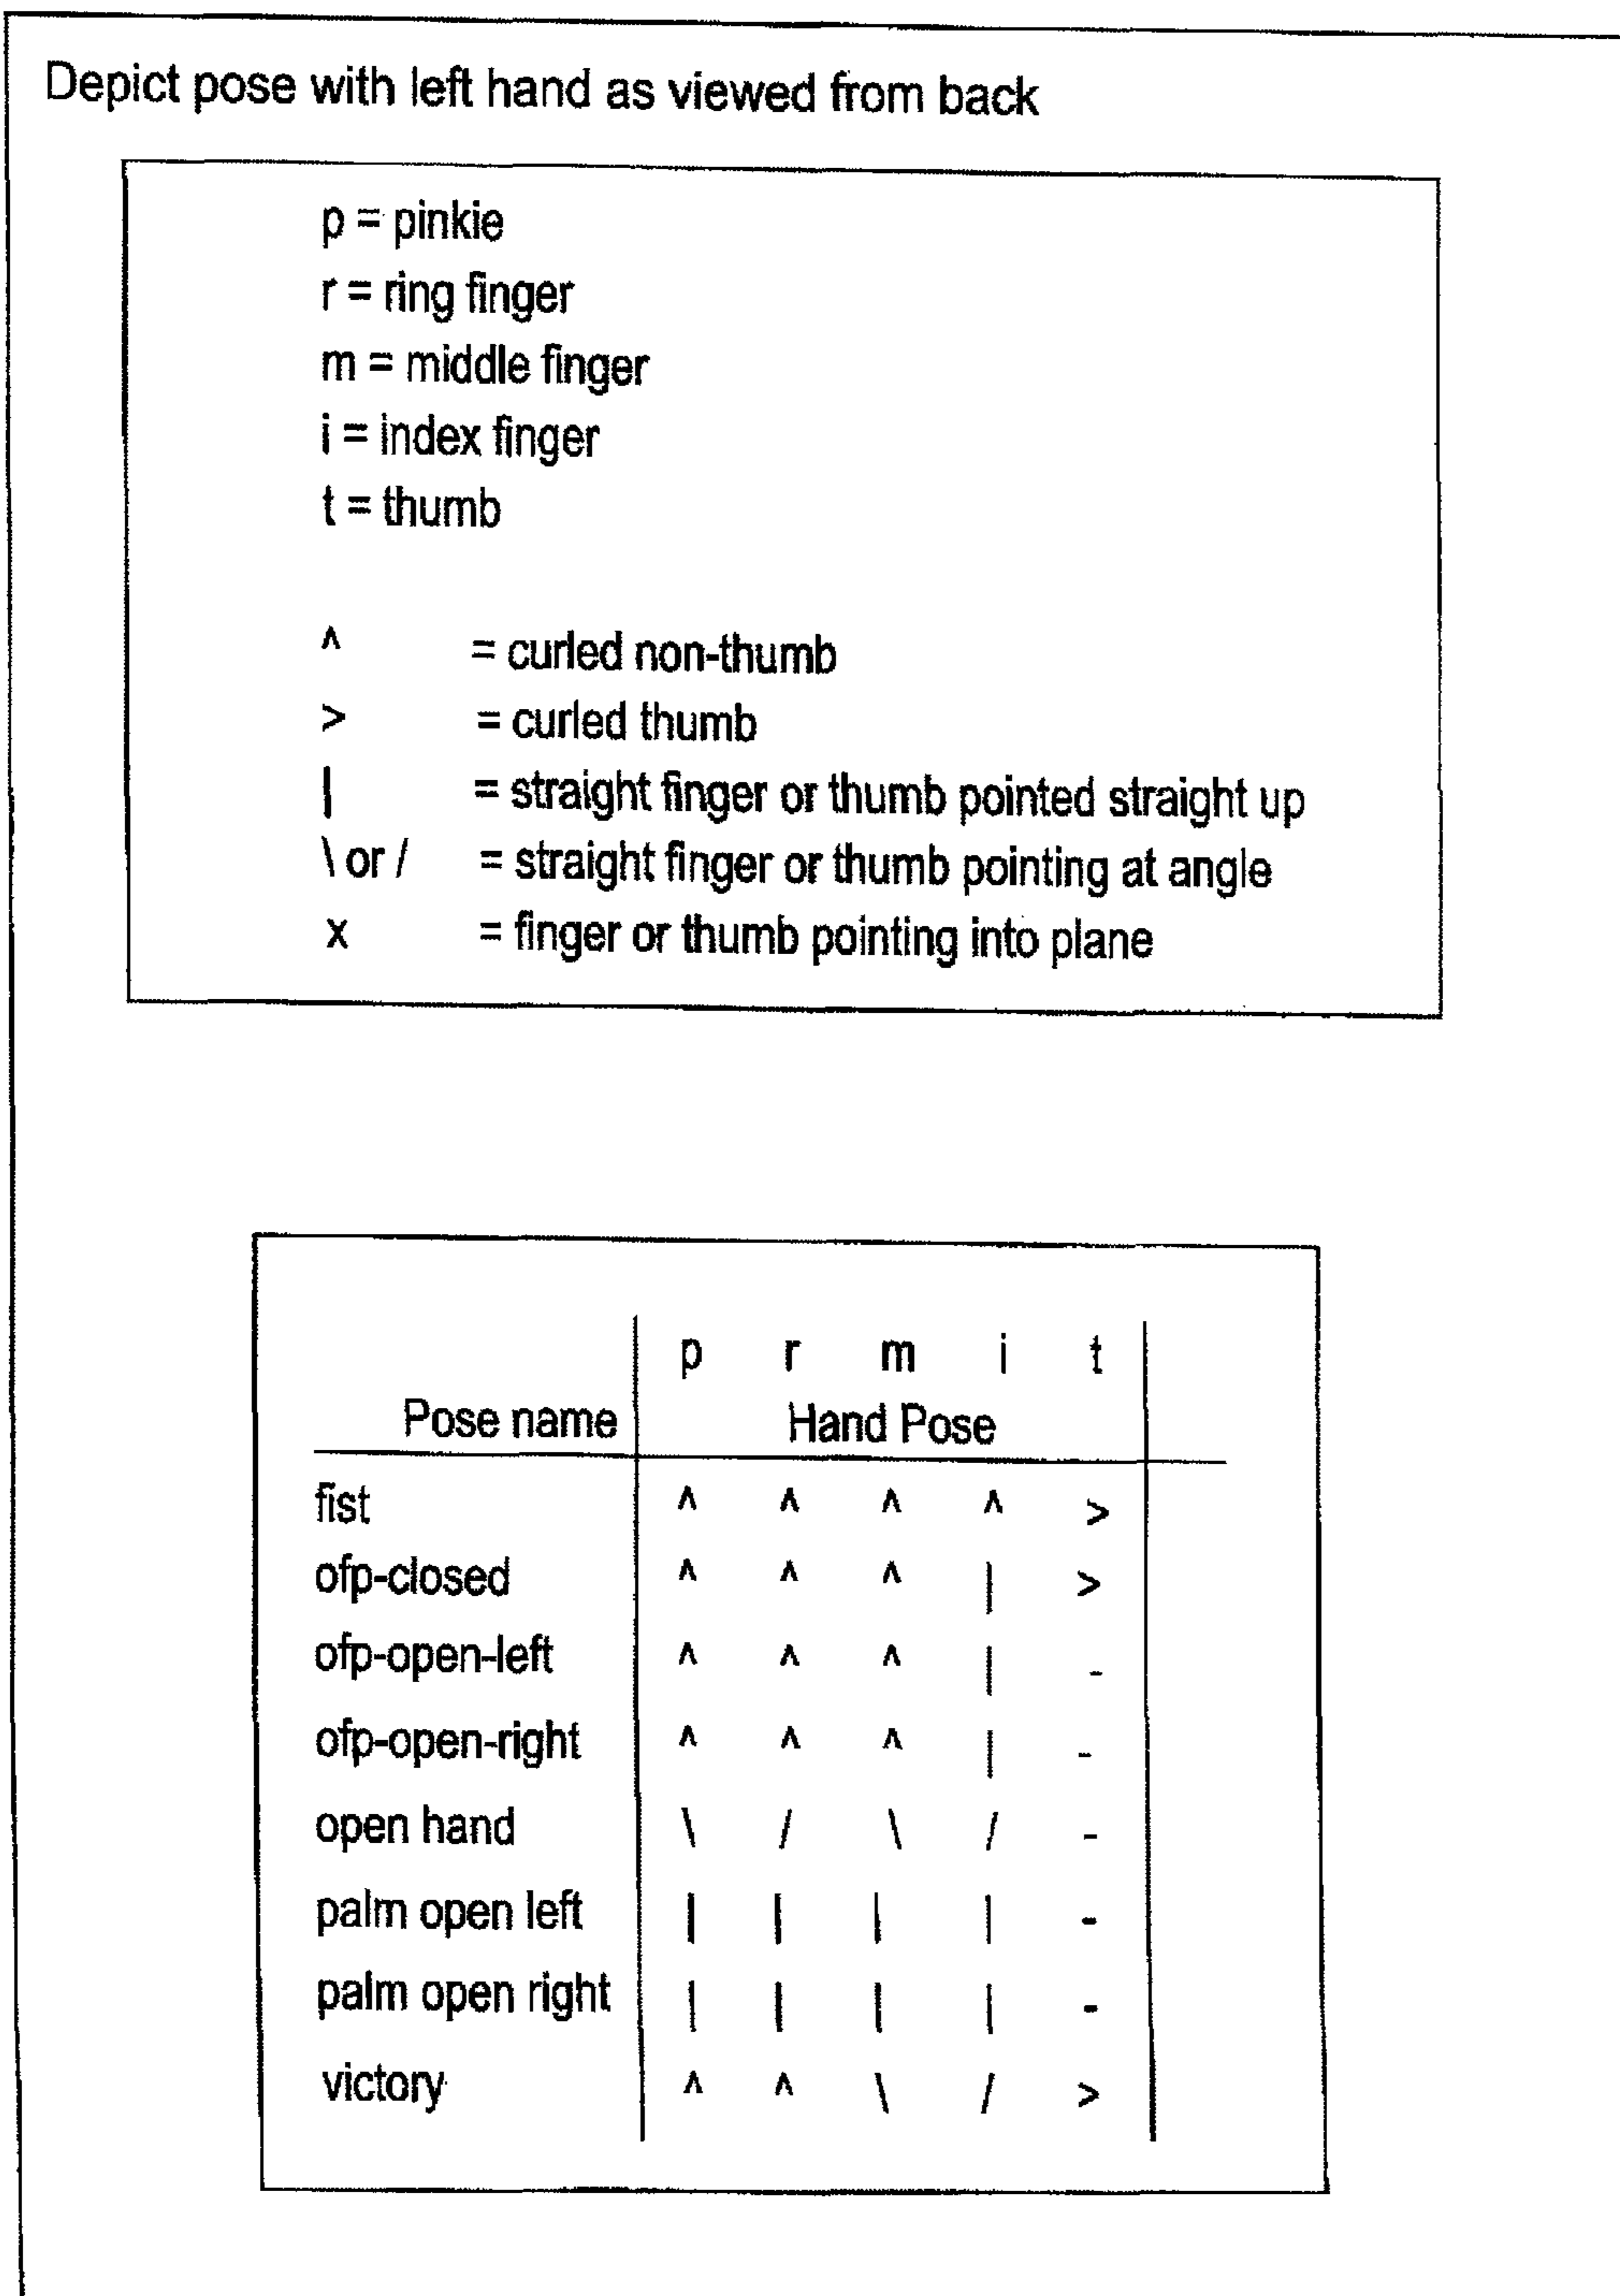 Depict pose with left hand as viewed from back
p = pinkie
r = ring finger
m = middle finger
i = index finger
t = thumb
^ = curled non-thumb
> = curled thumb
| = straight finger or thumb pointed straight up
\ or / = straight finger or thumb pointing at angle
x = finger or thumb pointing into plane
p r m i t
Pose name Hand Pose
fist ^ ^ ^ ^ >
ofp-closed ^ ^ ^ | >
ofp-open-left ^ ^ ^ | -
ofp-open-right ^ ^ ^ | -
open hand \ / \ / -
palm open left | | | | -
palm open right | | | | -
victory ^ ^ \ / >